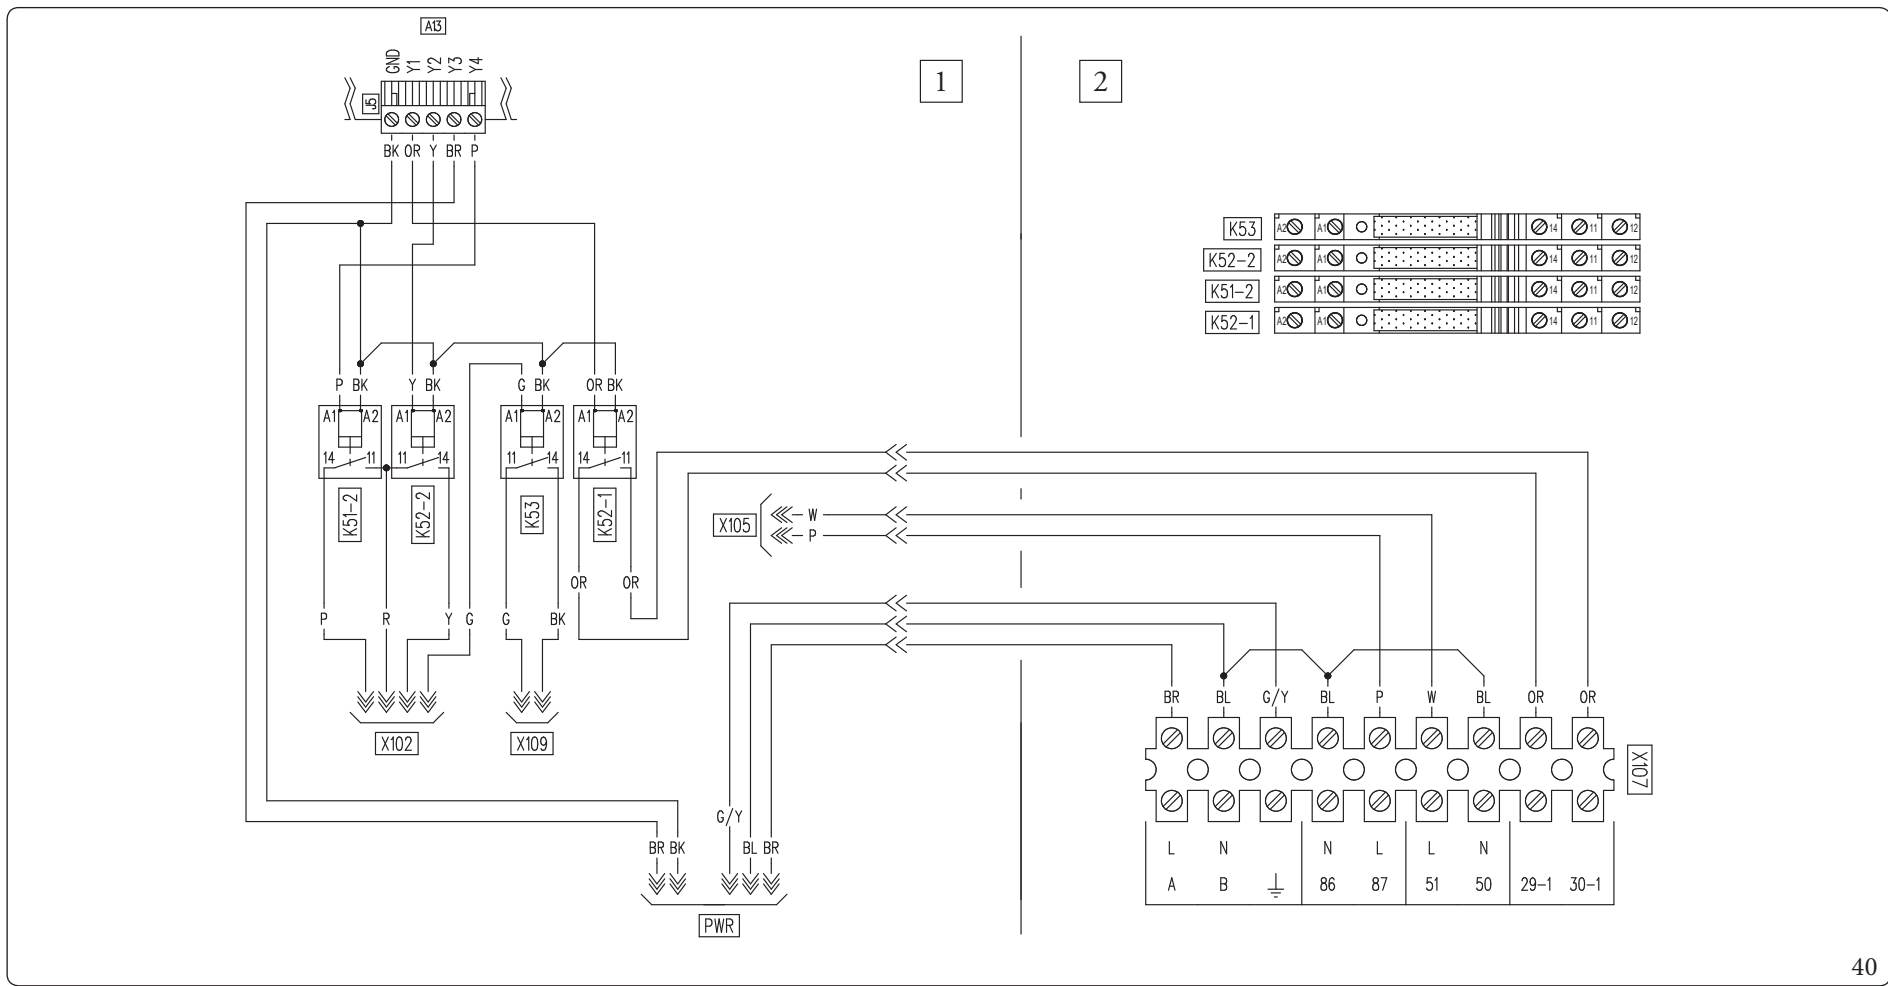 A13
GND Y1 Y2 Y3 Y4
J5
BK OR Y BR P
1
2
K53 A2 A1 14 11 12
K52-2 A2 A1 14 11 12
K51-2 A2 A1 14 11 12
K52-1 A2 A1 14 11 12
P BK Y BK G BK OR BK
A1 A2 A1 A2 A1 A2 A1 A2
14 11 11 14 11 14 14 11
K51-2 K52-2 K53 K52-1
X105
W
P
OR OR
P R Y G G BK
X102 X109
BR BL G/Y BL P W BL OR OR
X107
G/Y
BR BK BL BR
L N N L L N
A B 86 87 51 50 29-1 30-1
PWR
40